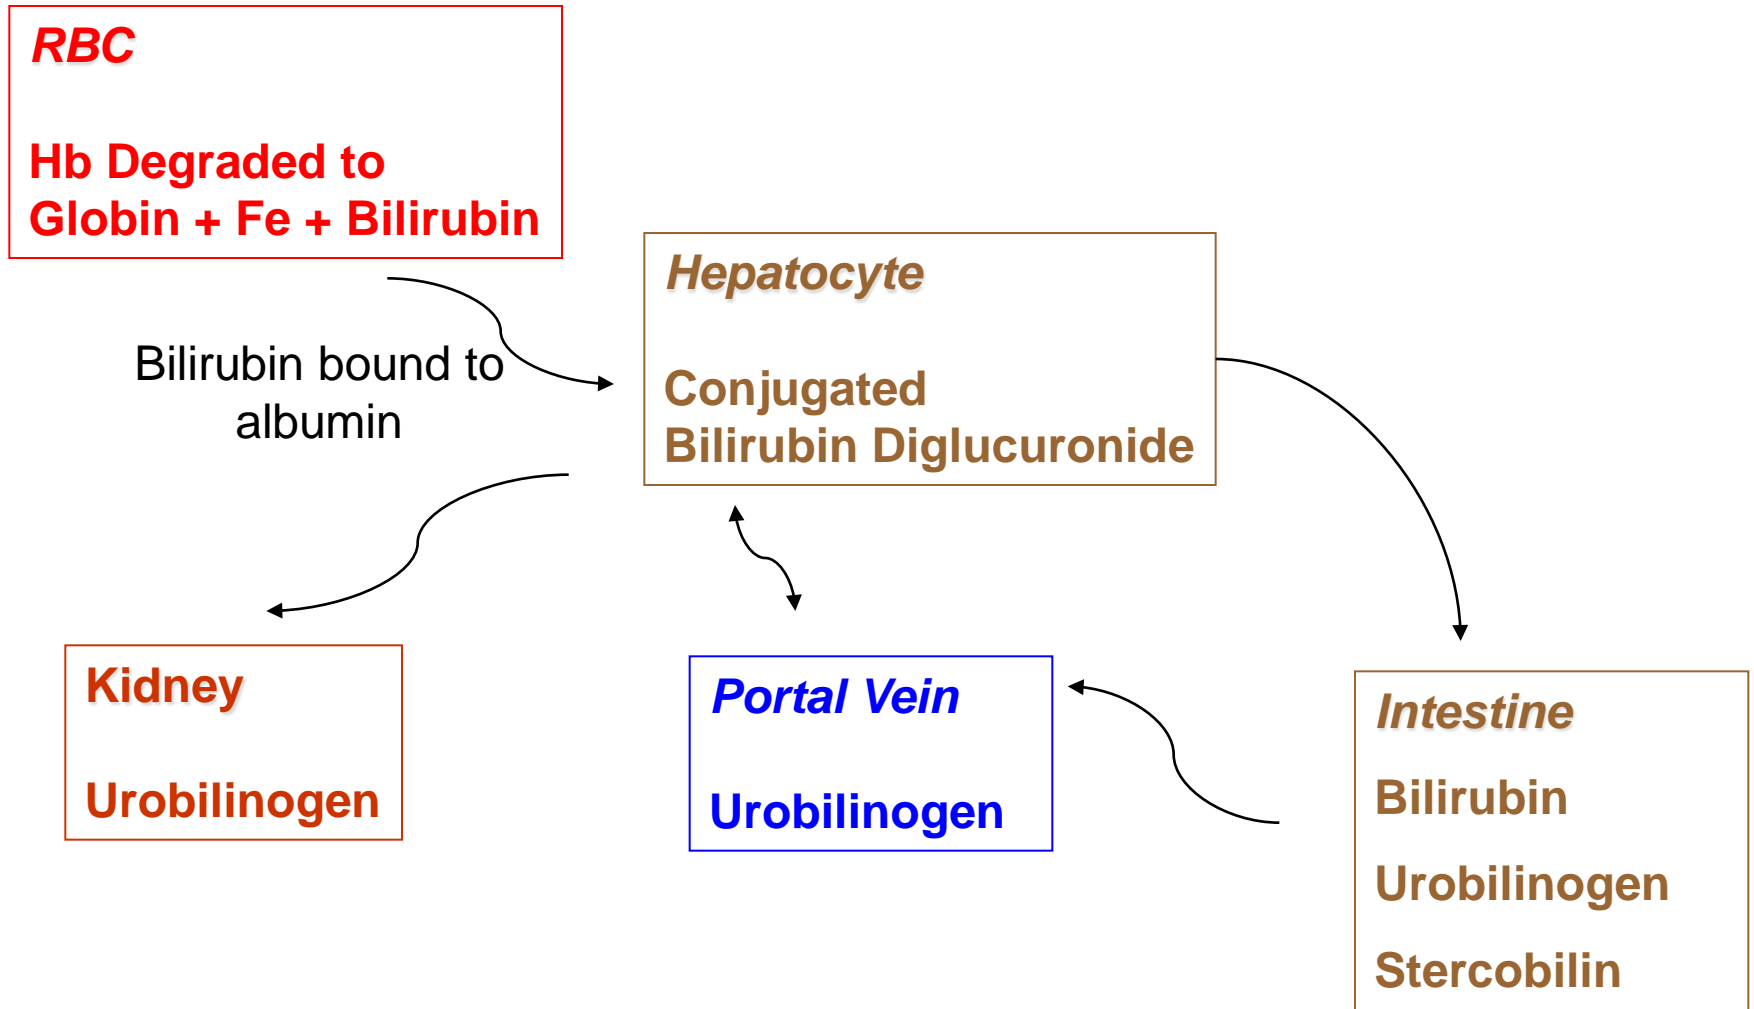 RBC
Hb Degraded to
Globin + Fe + Bilirubin
Bilirubin bound to
albumin
Hepatocyte
Conjugated
Bilirubin Diglucuronide
Kidney
Urobilinogen
Portal Vein
Urobilinogen
Intestine
Bilirubin
Urobilinogen
Stercobilin